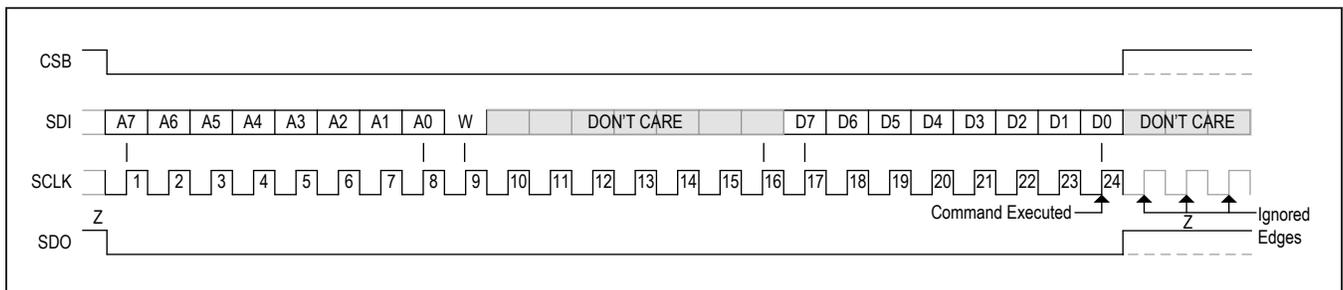 CSB
SDI A7 A6 A5 A4 A3 A2 A1 A0 W DON'T CARE D7 D6 D5 D4 D3 D2 D1 D0 DON'T CARE
SCLK 1 2 3 4 5 6 7 8 9 10 11 12 13 14 15 16 17 18 19 20 21 22 23 24
Command Executed Ignored
Z Z Edges
SDO